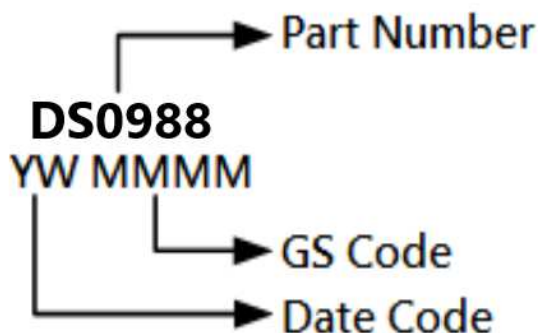 Part Number
DS0988
YW MMMM
GS Code
Date Code